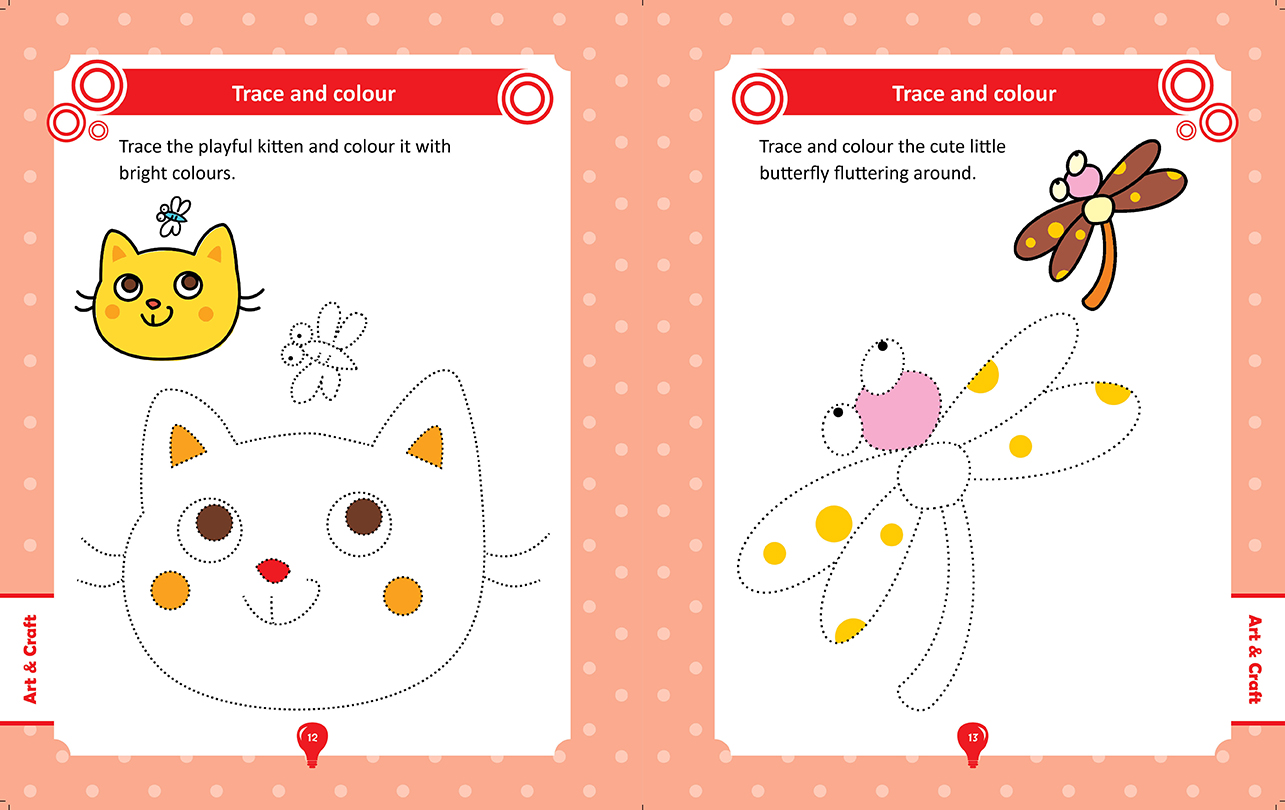 Trace and colour
Trace the playful kitten and colour it with
bright colours.
Art & Craft
12
Trace and colour
Trace and colour the cute little
butterfly fluttering around.
Art & Craft
13